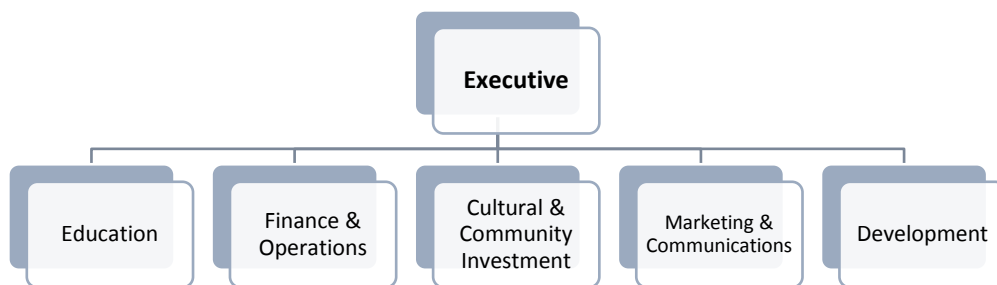 Executive
Education
Finance &
Operations
Cultural &
Community
Investment
Marketing &
Communications
Development